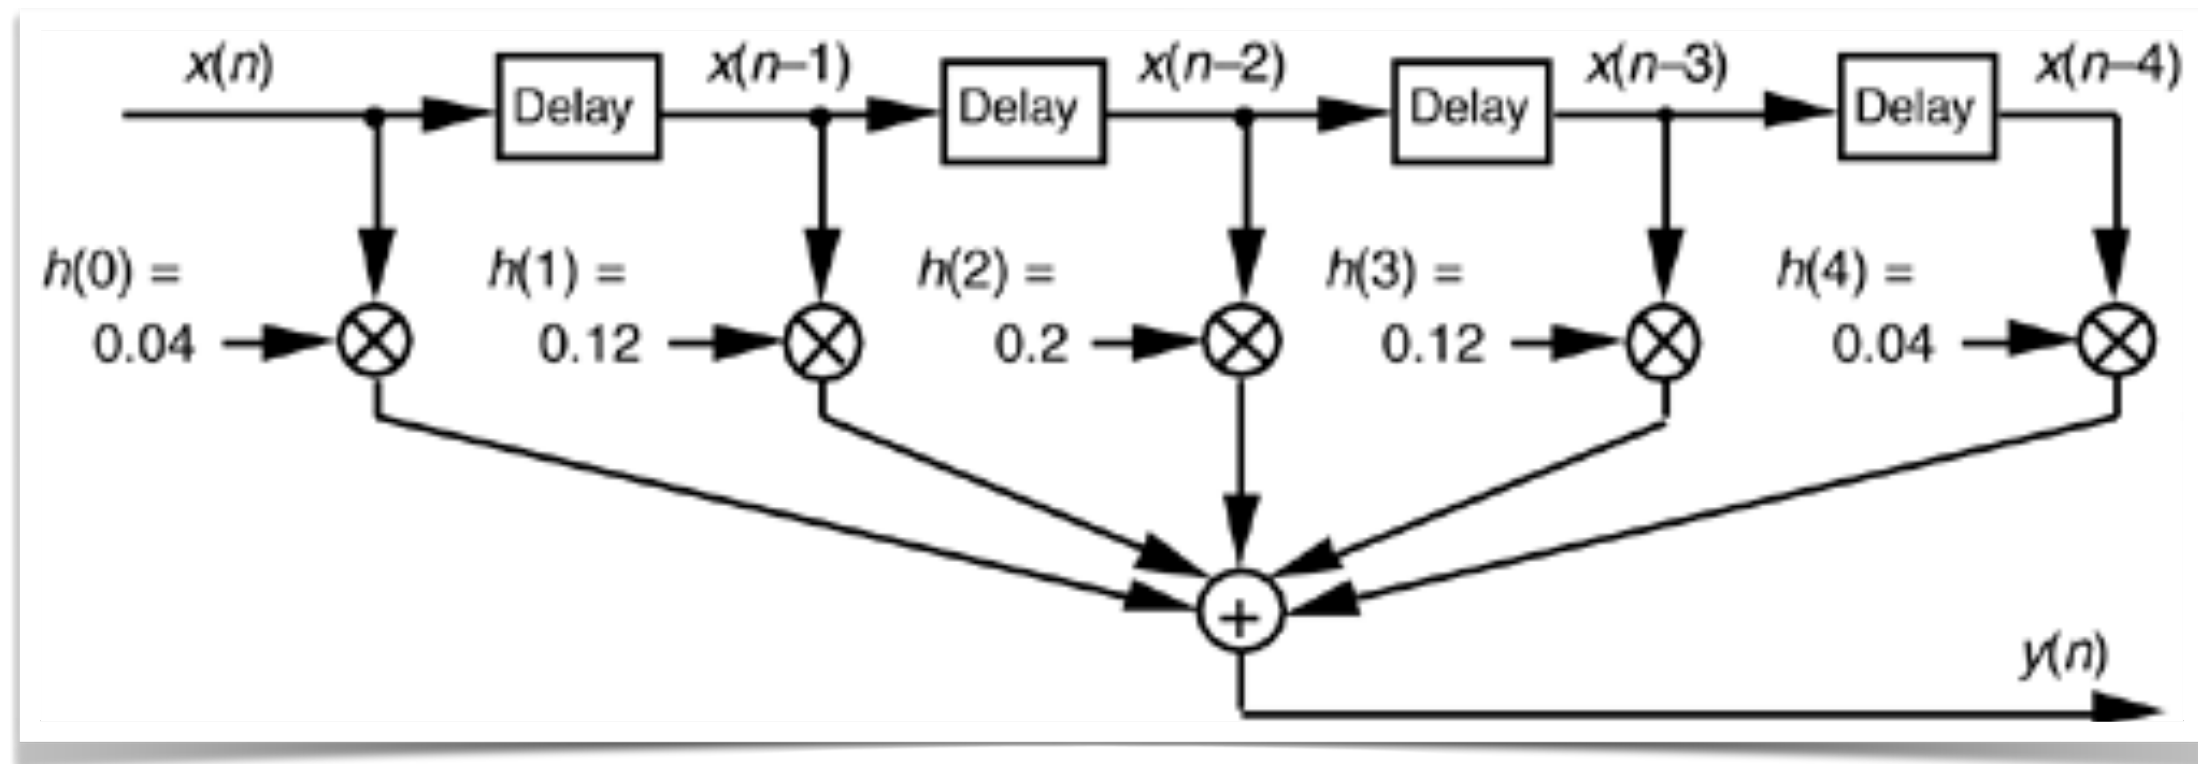 x(n)
Delay
x(n–1)
Delay
x(n–2)
Delay
x(n–3)
Delay
x(n–4)
h(0) =
0.04
h(1) =
0.12
h(2) =
0.2
h(3) =
0.12
h(4) =
0.04
+
y(n)